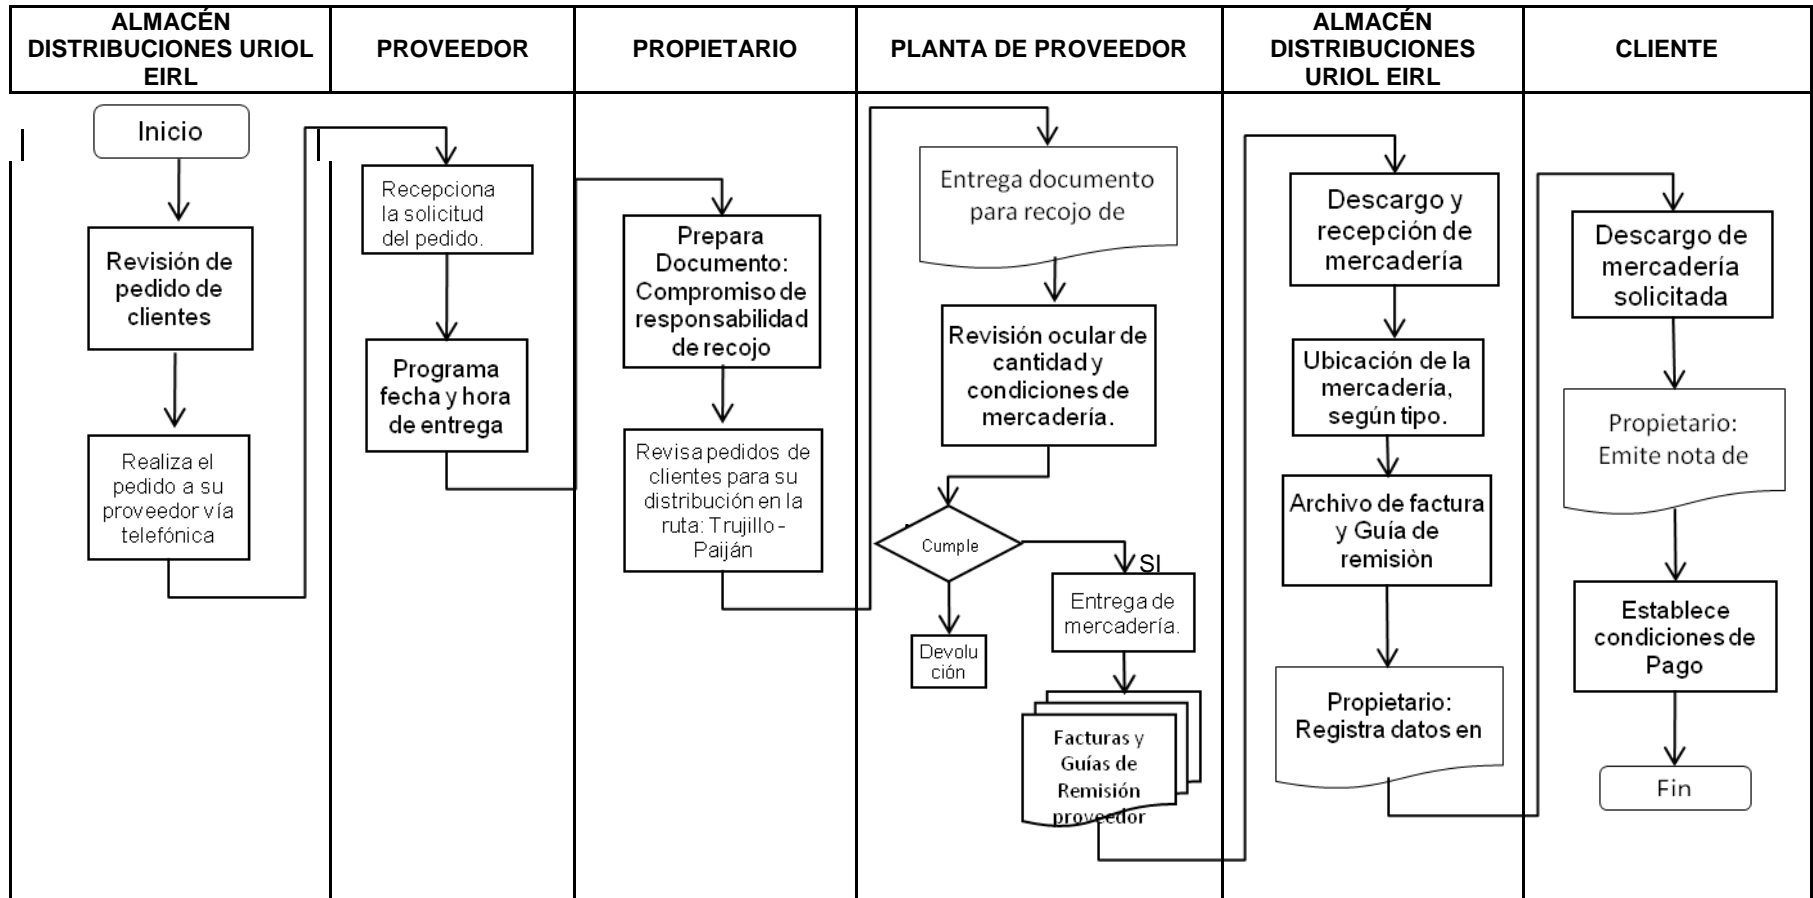 ALMACÉN
DISTRIBUCIONES URIOL
EIRL
PROVEEDOR
PROPIETARIO
PLANTA DE PROVEEDOR
ALMACÉN
DISTRIBUCIONES
URIOL EIRL
CLIENTE
Inicio
Revisión de
pedido de
clientes
Realiza el
pedido a su
proveedor vía
telefónica
Recepciona
la solicitud
del pedido.
Programa
fecha y hora
de entrega
Prepara
Documento:
Compromiso de
responsabilidad
de recojo
Revisa pedidos de
clientes para su
distribución en la
ruta: Trujillo -
Paiján
Entrega documento
para recojo de
Revisión ocular de
cantidad y
condiciones de
mercadería.
Cumple
SI
Entrega de
mercadería.
Devolu
ción
Facturas y
Guías de
Remisión
proveedor
Descargo y
recepción de
mercadería
Ubicación de la
mercadería,
según tipo.
Archivo de factura
y Guía de
remisiòn
Propietario:
Registra datos en
Descargo de
mercadería
solicitada
Propietario:
Emite nota de
Establece
condiciones de
Pago
Fin